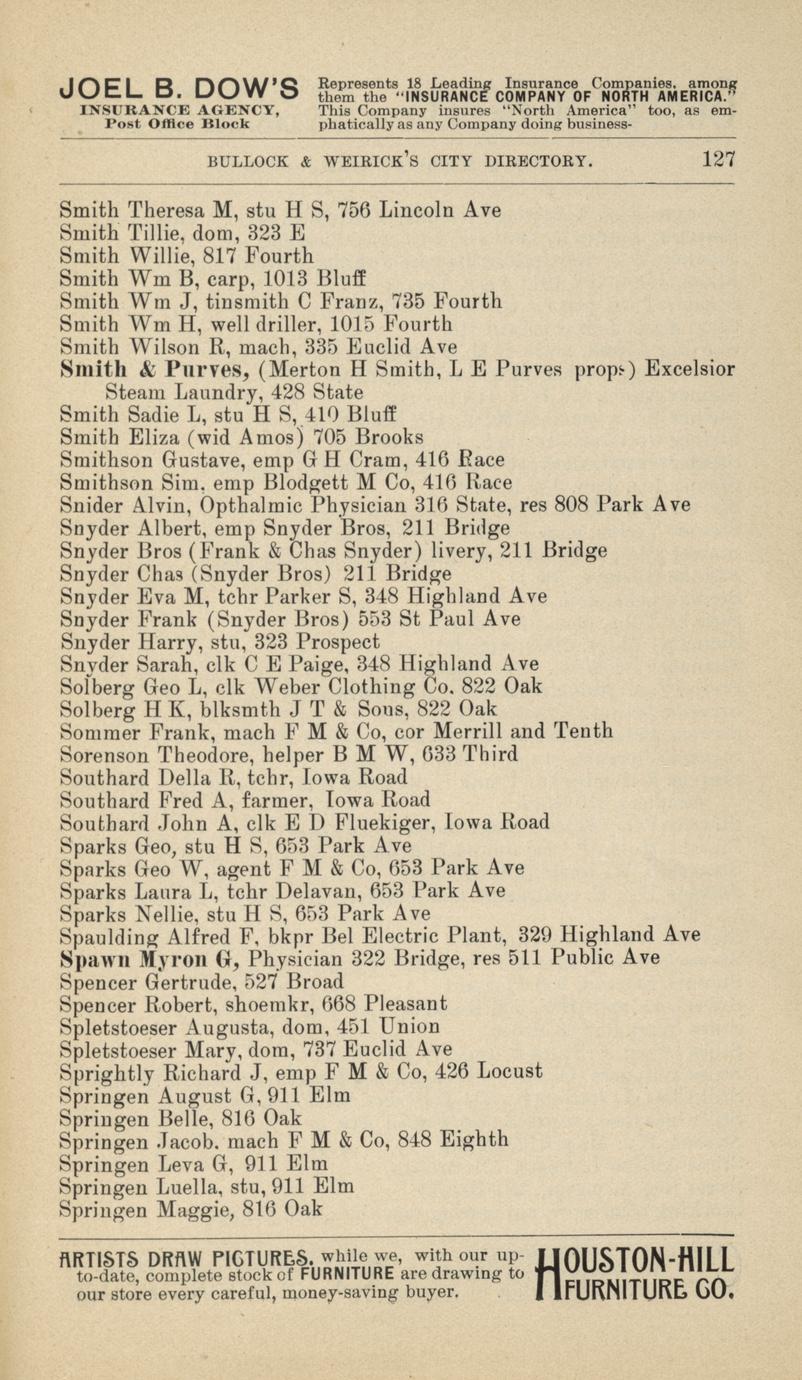 JOEL B. DOW'S
INSURANCE AGENCY,
Post Office Block
Represents 18 Leading Insurance Companies, among
them the "INSURANCE COMPANY OF NORTH AMERICA."
This Company insures "North America" too, as em-
phatically as any Company doing business-
BULLOCK & WEIRICK'S CITY DIRECTORY. 127
Smith Theresa M, stu H S, 756 Lincoln Ave
Smith Tillie, dom, 323 E
Smith Willie, 817 Fourth
Smith Wm B, carp, 1013 Bluff
Smith Wm J, tinsmith C Franz, 735 Fourth
Smith Wm H, well driller, 1015 Fourth
Smith Wilson R, mach, 335 Euclid Ave
Smith & Purves, (Merton H Smith, L E Purves props) Excelsior
Steam Laundry, 428 State
Smith Sadie L, stu H S, 410 Bluff
Smith Eliza (wid Amos) 705 Brooks
Smithson Gustave, emp G H Cram, 416 Race
Smithson Sim. emp Blodgett M Co, 416 Race
Snider Alvin, Opthalmic Physician 316 State, res 808 Park Ave
Snyder Albert, emp Snyder Bros, 211 Bridge
Snyder Bros (Frank & Chas Snyder) livery, 211 Bridge
Snyder Chas (Snyder Bros) 211 Bridge
Snyder Eva M, tchr Parker S, 348 Highland Ave
Snyder Frank (Snyder Bros) 553 St Paul Ave
Snyder Harry, stu, 323 Prospect
Snyder Sarah, clk C E Paige, 348 Highland Ave
Solberg Geo L, clk Weber Clothing Co. 822 Oak
Solberg H K, blksmth J T & Sons, 822 Oak
Sommer Frank, mach F M & Co, cor Merrill and Tenth
Sorenson Theodore, helper B M W, 633 Third
Southard Della R, tchr, Iowa Road
Southard Fred A, farmer, Iowa Road
Southard John A, clk E D Fluekiger, Iowa Road
Sparks Geo, stu H S, 653 Park Ave
Sparks Geo W, agent F M & Co, 653 Park Ave
Sparks Laura L, tchr Delavan, 653 Park Ave
Sparks Nellie, stu H S, 653 Park Ave
Spaulding Alfred F, bkpr Bel Electric Plant, 329 Highland Ave
Spawn Myron G, Physician 322 Bridge, res 511 Public Ave
Spencer Gertrude, 527 Broad
Spencer Robert, shoemkr, 668 Pleasant
Spletstoeser Augusta, dom, 451 Union
Spletstoeser Mary, dom, 737 Euclid Ave
Sprightly Richard J, emp F M & Co, 426 Locust
Springen August G, 911 Elm
Springen Belle, 816 Oak
Springen Jacob. mach F M & Co, 848 Eighth
Springen Leva G, 911 Elm
Springen Luella, stu, 911 Elm
Springen Maggie, 816 Oak
ARTISTS DRAW PICTURES, while we, with our up-
to-date, complete stock of FURNITURE are drawing to
our store every careful, money-saving buyer.
HOUSTON-HILL
FURNITURE CO.